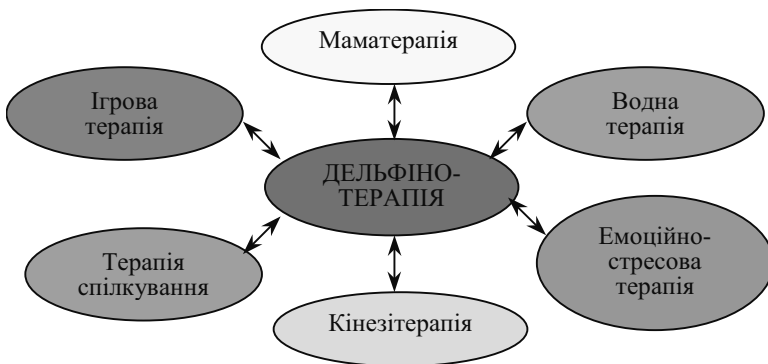 Маматерапія
Ігрова
терапія
Водна
терапія
ДЕЛЬФІНО-
ТЕРАПІЯ
Терапія
спілкування
Емоційно-
стресова
терапія
Кінезітерапія